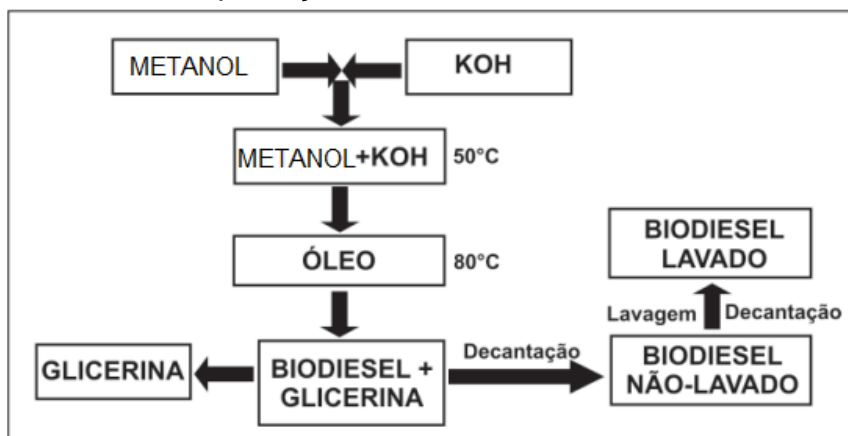 METANOL
KOH
METANOL+KOH
50°C
ÓLEO
80°C
BIODIESEL
LAVADO
Lavagem
Decantação
GLICERINA
BIODIESEL +
GLICERINA
Decantação
BIODIESEL
NÃO-LAVADO